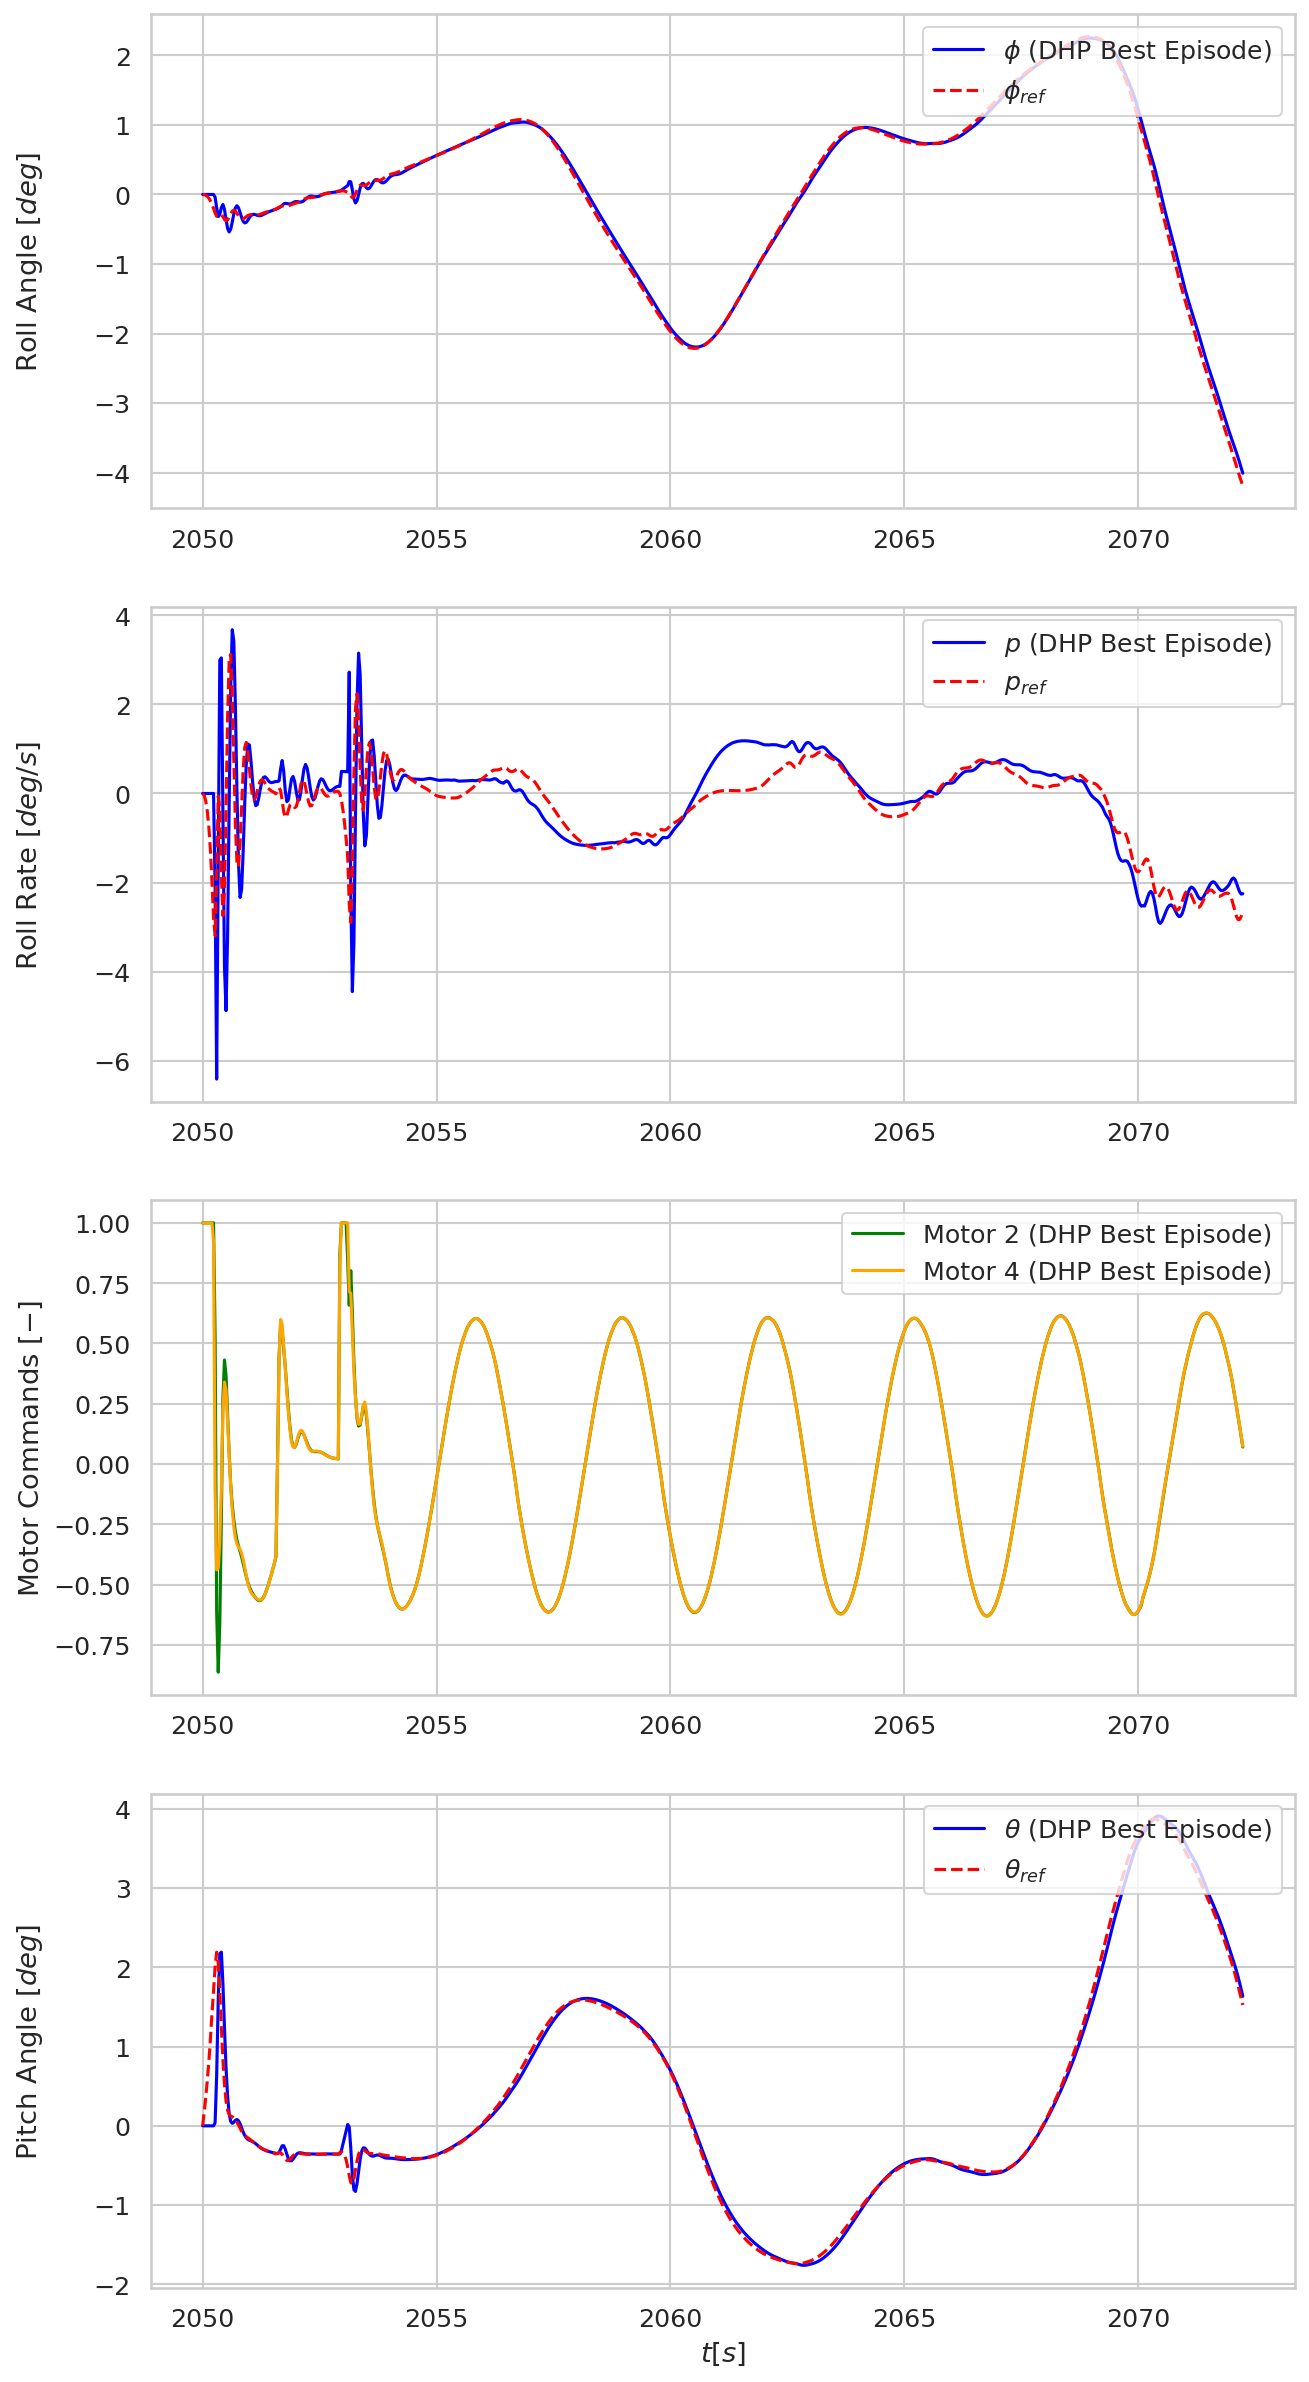 Roll Angle [deg]
2
1
0
−1
−2
−3
−4
ϕ (DHP Best Episode)
ϕref
2050 2055 2060 2065 2070
Roll Rate [deg/s]
4
2
0
−2
−4
−6
p (DHP Best Episode)
pref
2050 2055 2060 2065 2070
Motor Commands [−]
1.00
0.75
0.50
0.25
0.00
−0.25
−0.50
−0.75
Motor 2 (DHP Best Episode)
Motor 4 (DHP Best Episode)
2050 2055 2060 2065 2070
Pitch Angle [deg]
4
3
2
1
0
−1
−2
θ (DHP Best Episode)
θref
2050 2055 2060 2065 2070
t[s]